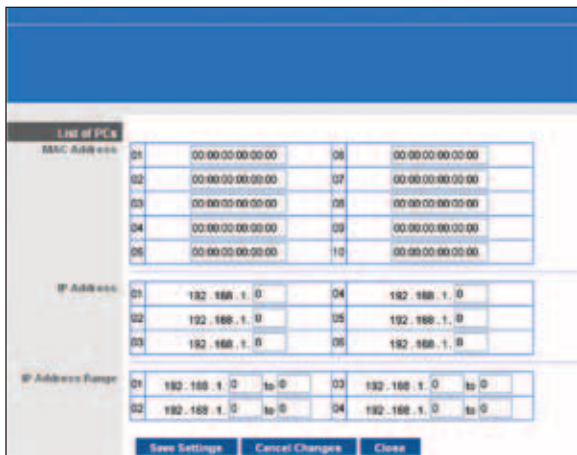 List of PCs
MAC Address
01 00:00:00:00:00:00 06 00:00:00:00:00:00
02 00:00:00:00:00:00 07 00:00:00:00:00:00
03 00:00:00:00:00:00 08 00:00:00:00:00:00
04 00:00:00:00:00:00 09 00:00:00:00:00:00
05 00:00:00:00:00:00 10 00:00:00:00:00:00
IP Address
01 192 . 168 . 1. 0 04 192 . 168 . 1. 0
02 192 . 168 . 1. 0 05 192 . 168 . 1. 0
03 192 . 168 . 1. 0 06 192 . 168 . 1. 0
IP Address Range
01 192 . 168 . 1. 0 to 0 03 192 . 168 . 1. 0 to 0
02 192 . 168 . 1. 0 to 0 04 192 . 168 . 1. 0 to 0
Save Settings Cancel Changes Close